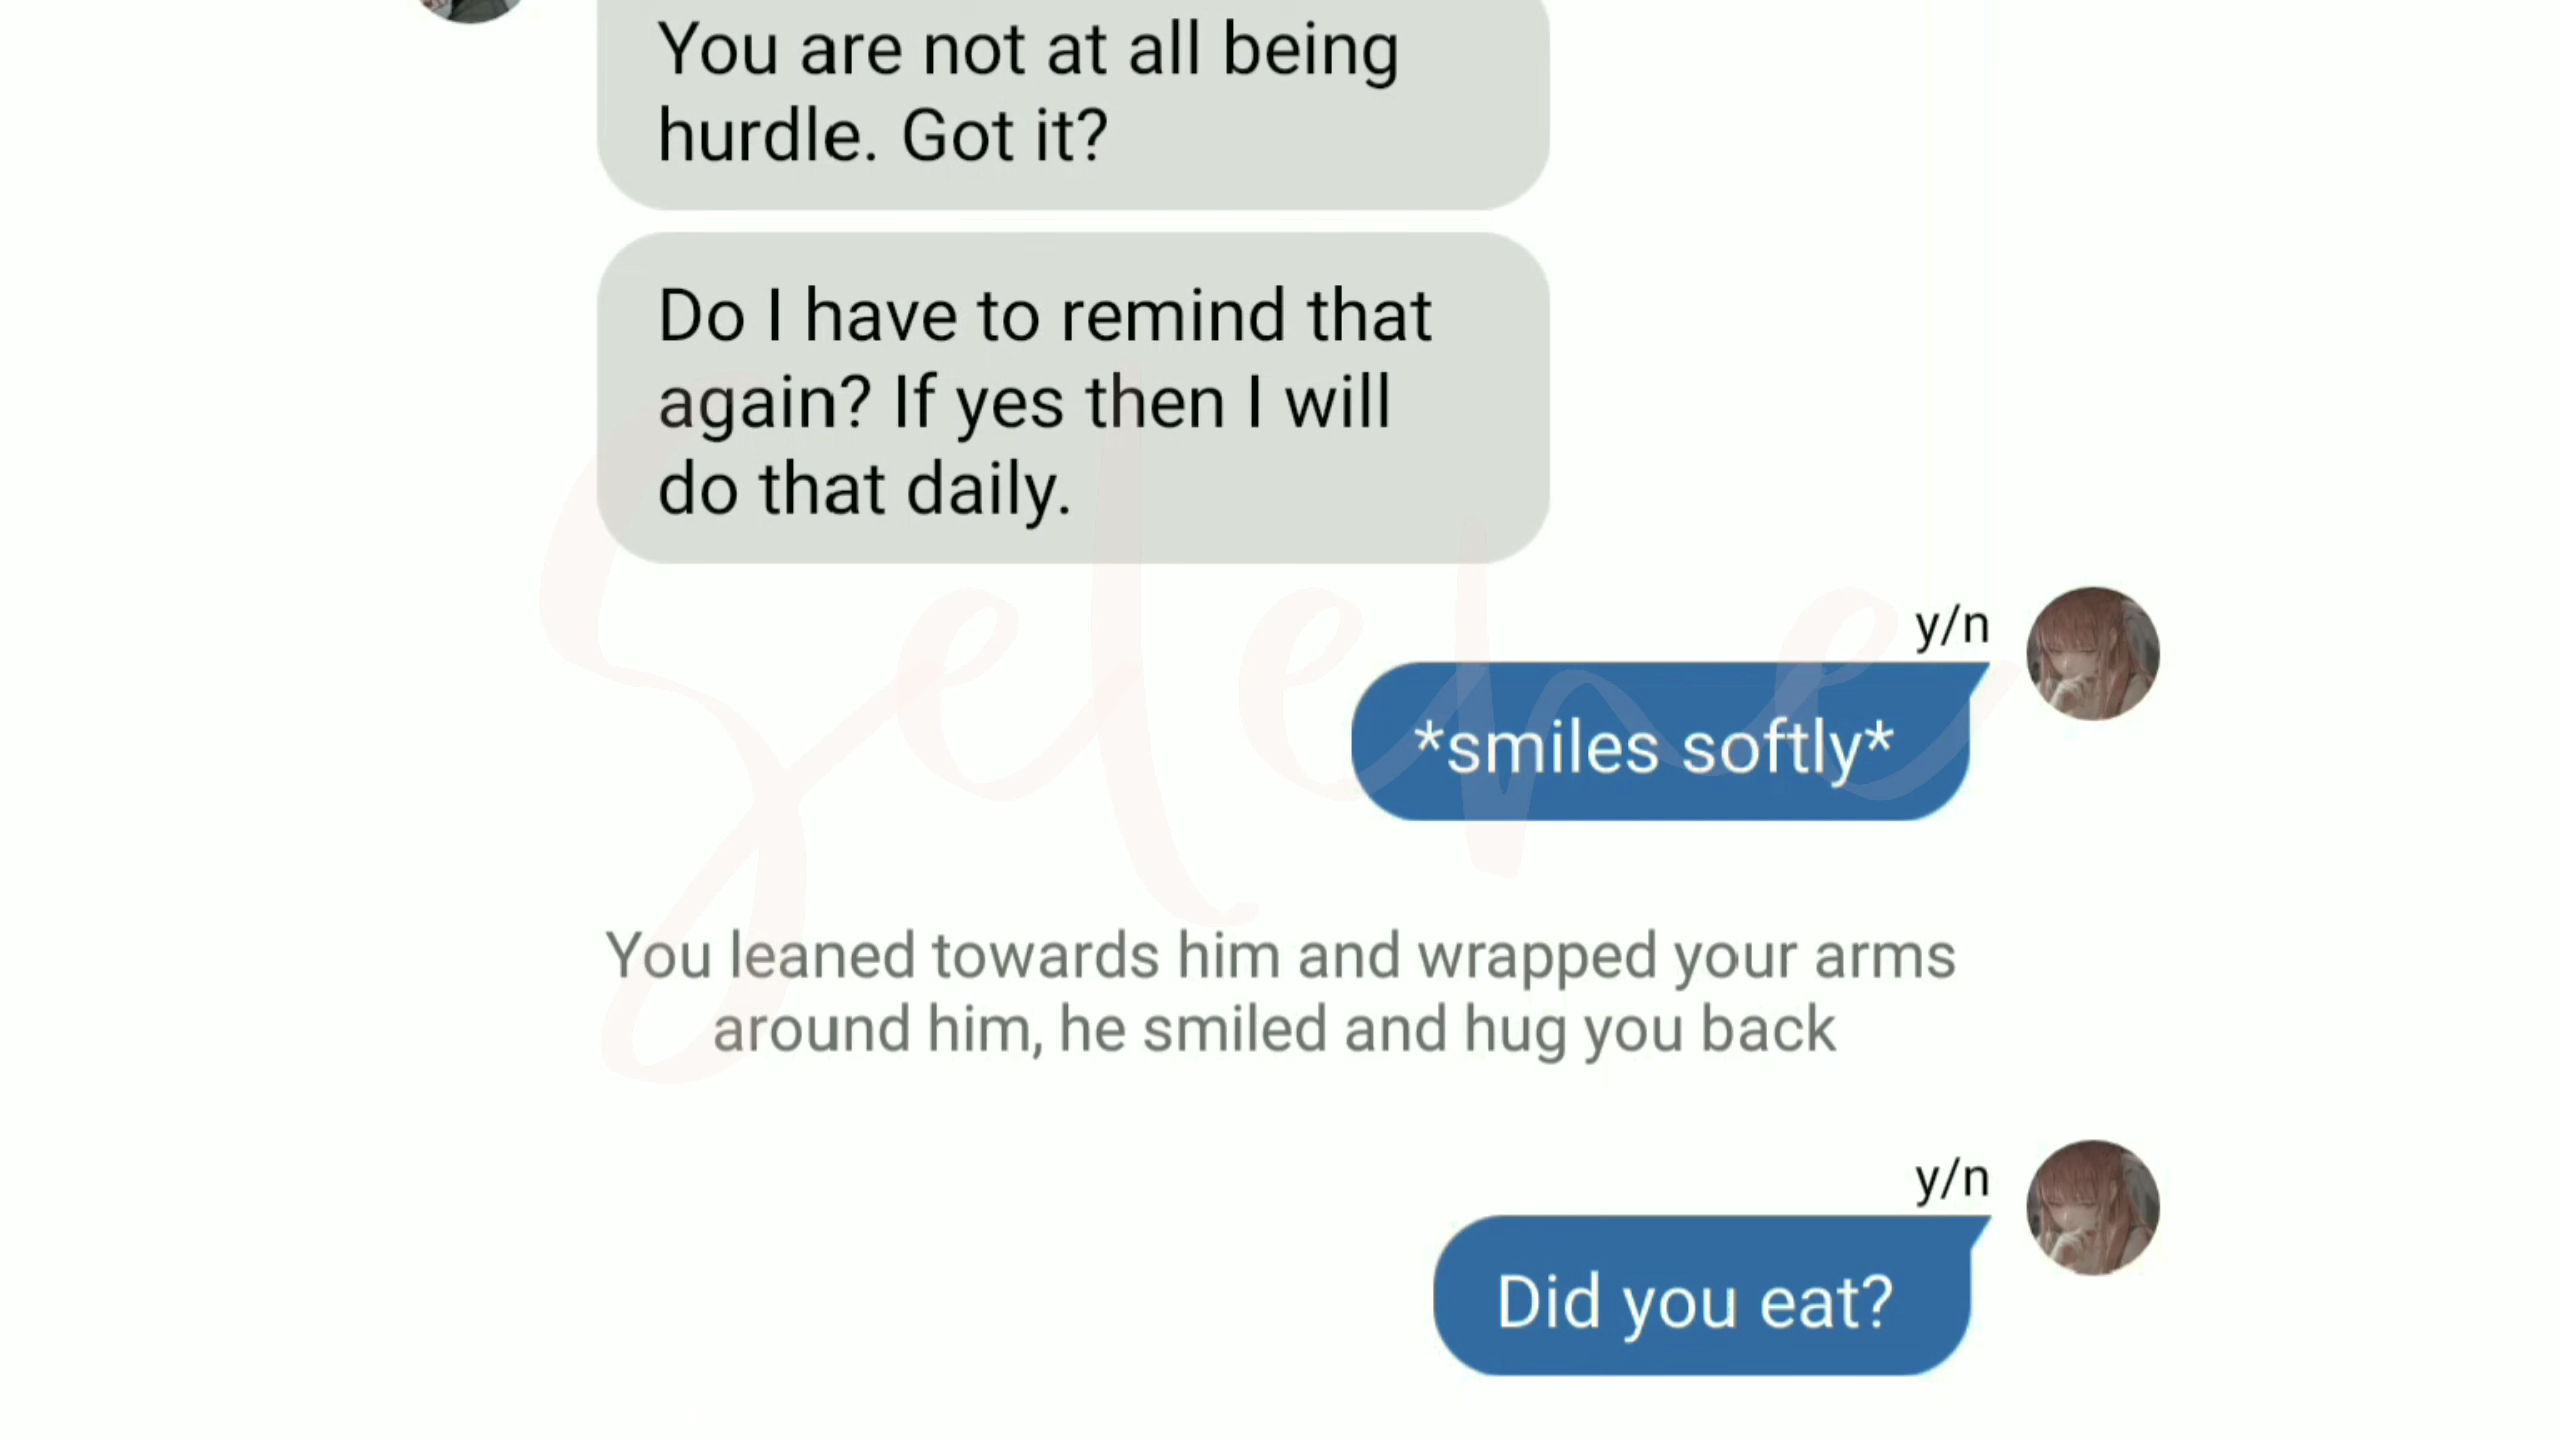 You are not at all being
hurdle. Got it?
Do I have to remind that
again? If yes then I will
do that daily.
y/n
*smiles softly*
Selene
You leaned towards him and wrapped your arms
around him, he smiled and hug you back
y/n
Did you eat?